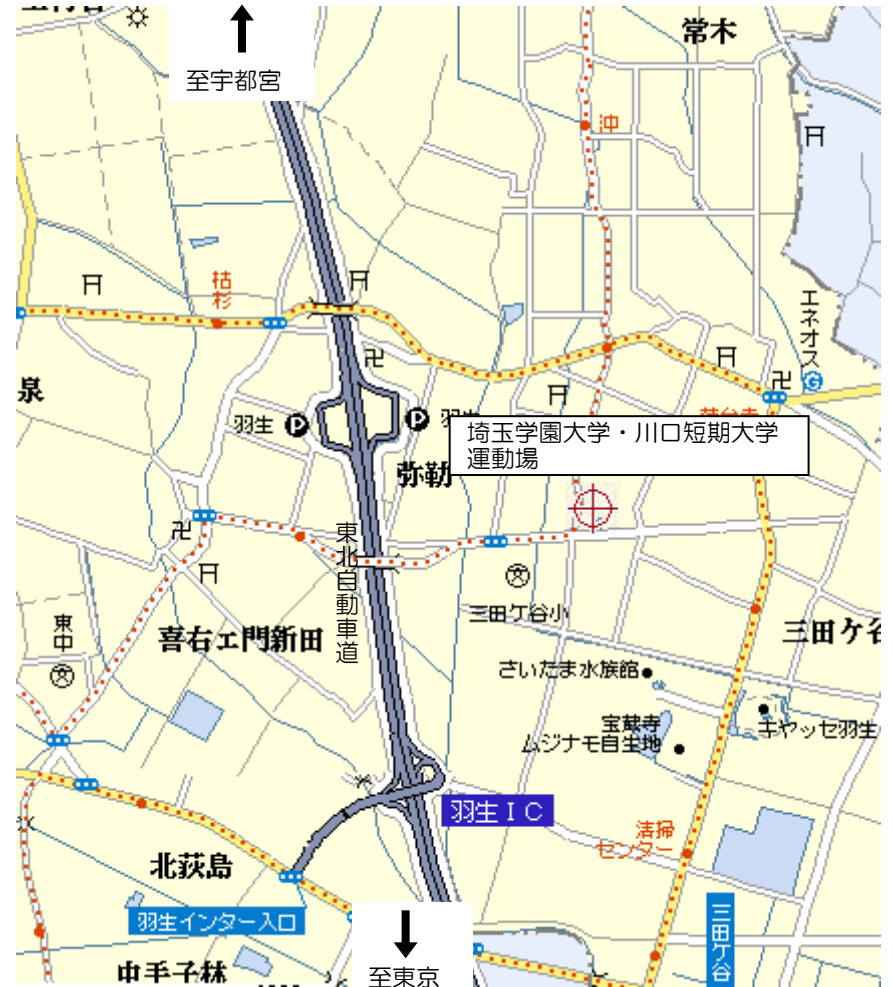 至宇都宮
常木
沖
枯杉
エネオス
泉
羽生
P
P
埼玉学園大学・川口短期大学
運動場
弥勒
東北自動車道
三田ケ谷小
東中
喜右エ門新田
三田ケ谷
さいたま水族館
宝蔵寺
ムジナモ自生地
キヤッセ羽生
羽生ＩＣ
清掃
センター
北荻島
羽生インター入口
三田ケ谷
中手子林
至東京